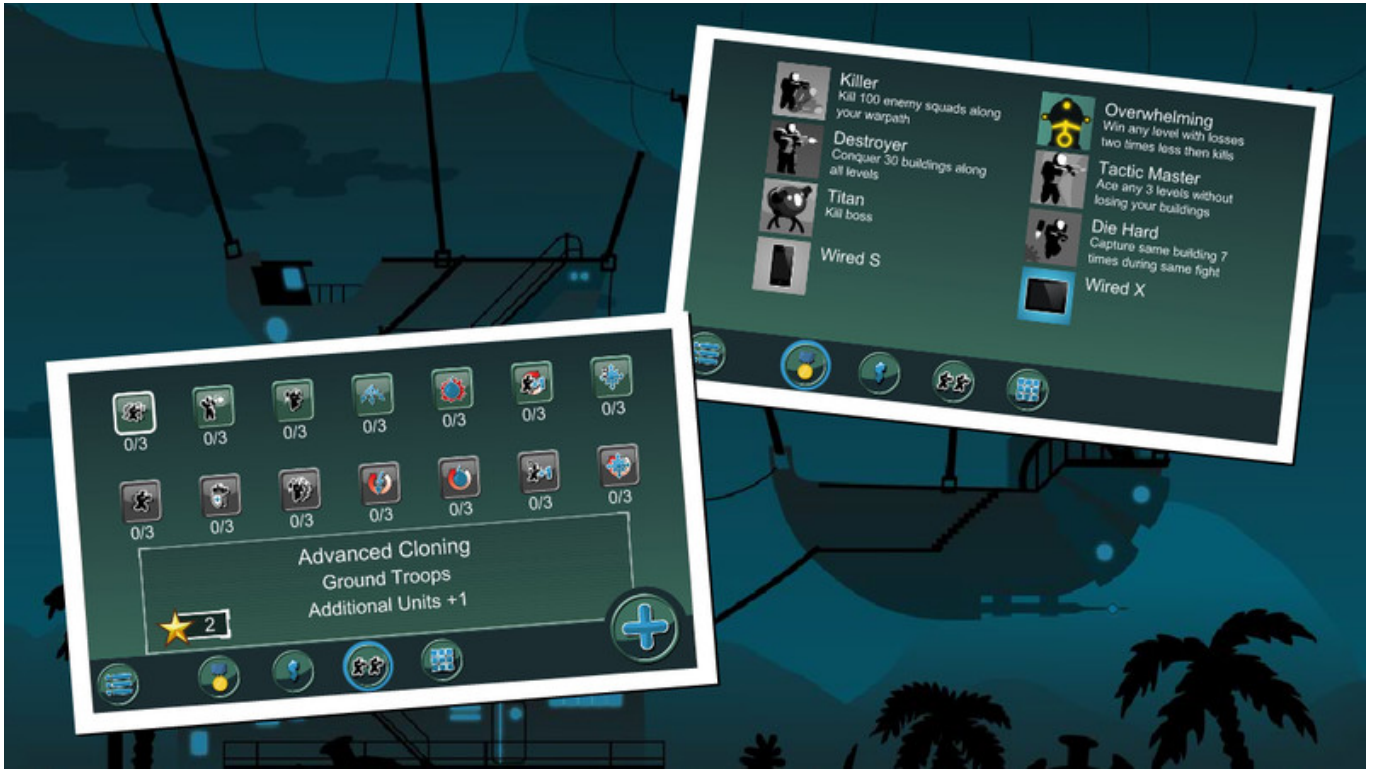 Killer
Kill 100 enemy squads along
your warpath
Destroyer
Conquer 30 buildings along
all levels
Titan
Kill boss
Wired S
Overwhelming
Win any level with losses
two times less then kills
Tactic Master
Ace any 3 levels without
losing your buildings
Die Hard
Capture same building 7
times during same fight
Wired X
0/3 0/3 0/3 0/3 0/3 0/3 0/3
0/3 0/3 0/3 0/3 0/3 0/3 0/3
Advanced Cloning
Ground Troops
Additional Units +1
2